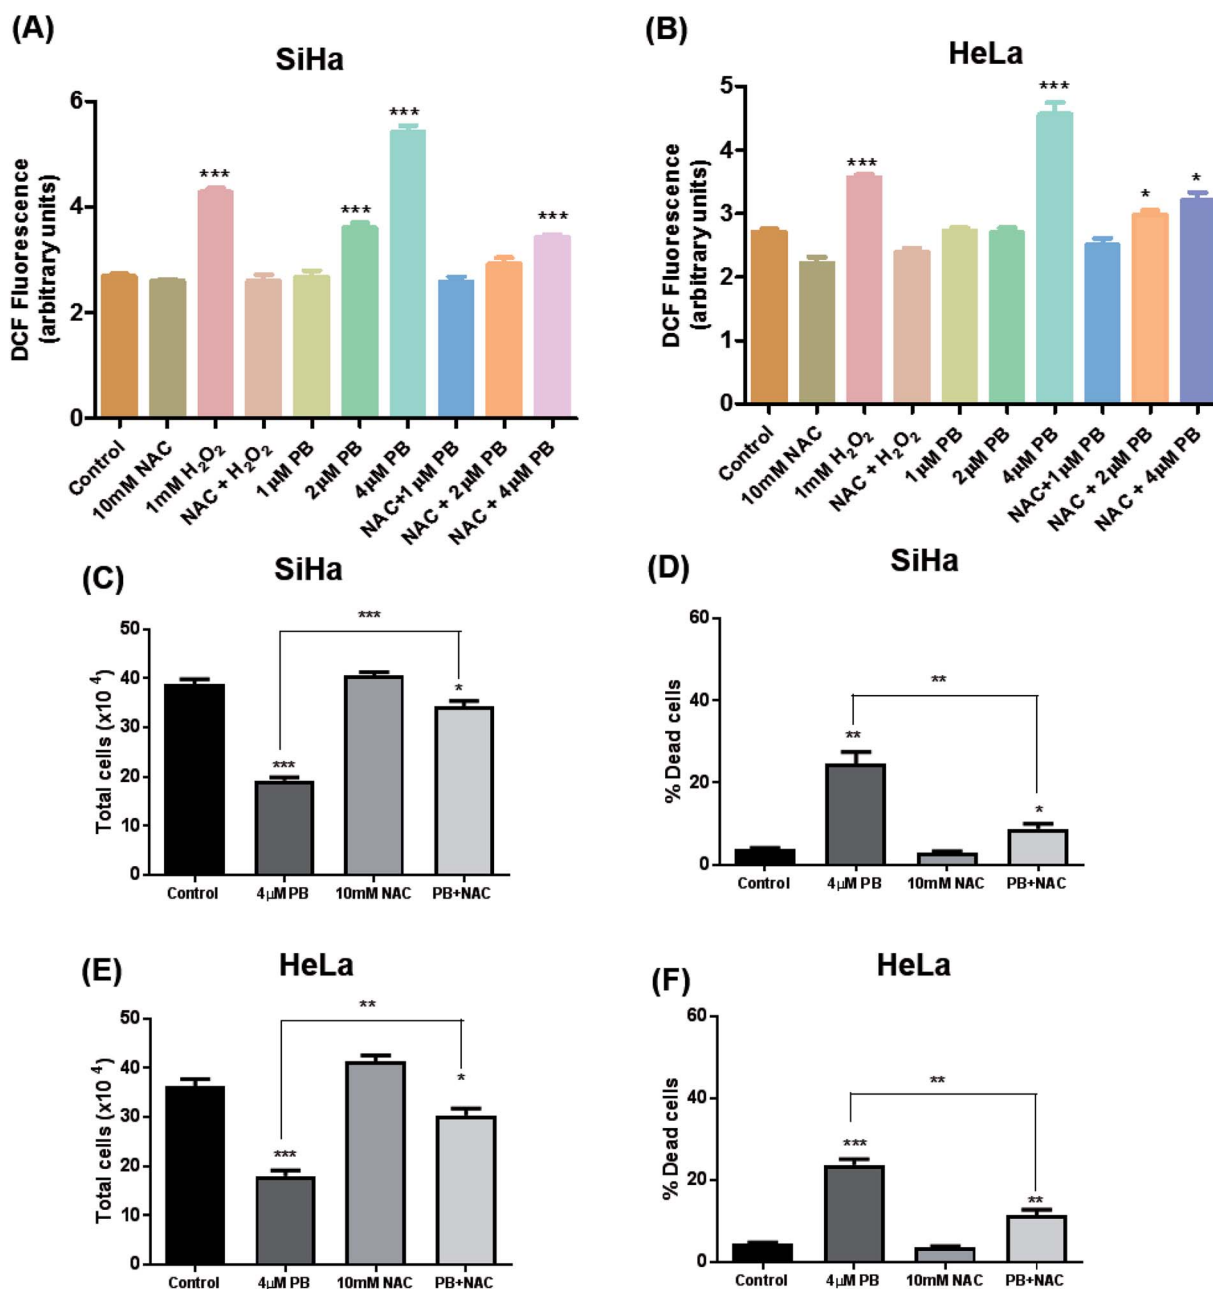 (A)
SiHa
DCF Fluorescence
(arbitrary units)
6
4
2
0
***
***
***
***
Control
10mM NAC
1mM H₂O₂
NAC + H₂O₂
1µM PB
2µM PB
4µM PB
NAC+1 µM PB
NAC + 2µM PB
NAC + 4µM PB
(B)
HeLa
DCF Fluorescence
(arbitrary units)
5
4
3
2
1
0
***
***
*
*
Control
10mM NAC
1mM H₂O₂
NAC + H₂O₂
1µM PB
2µM PB
4µM PB
NAC+1 µM PB
NAC + 2µM PB
NAC + 4µM PB
(C)
SiHa
Total cells (x10 ⁴)
50
40
30
20
10
0
***
***
*
Control
4µM PB
10mM NAC
PB+NAC
(D)
SiHa
% Dead cells
60
40
20
0
**
**
*
Control
4µM PB
10mM NAC
PB+NAC
(E)
HeLa
Total cells (x10 ⁴)
50
40
30
20
10
0
**
***
*
Control
4µM PB
10mM NAC
PB+NAC
(F)
HeLa
% Dead cells
60
40
20
0
**
***
**
Control
4µM PB
10mM NAC
PB+NAC